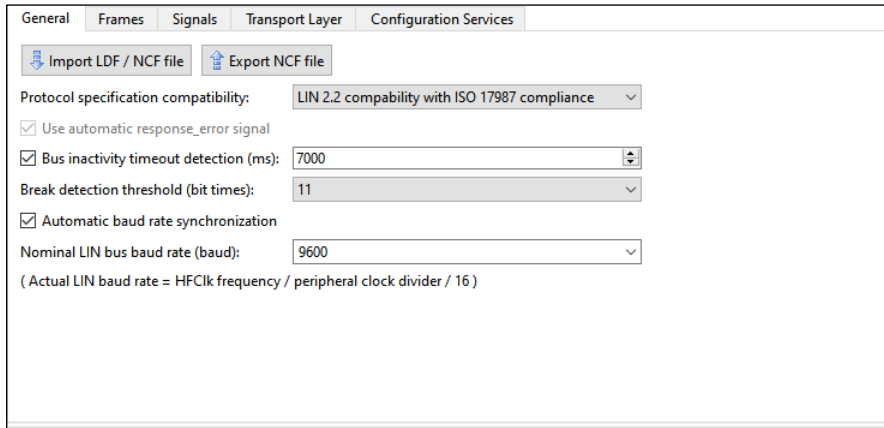 General Frames Signals Transport Layer Configuration Services
Import LDF / NCF file Export NCF file
Protocol specification compatibility: LIN 2.2 compability with ISO 17987 compliance
Use automatic response_error signal
Bus inactivity timeout detection (ms): 7000
Break detection threshold (bit times): 11
Automatic baud rate synchronization
Nominal LIN bus baud rate (baud): 9600
( Actual LIN baud rate = HFClk frequency / peripheral clock divider / 16 )